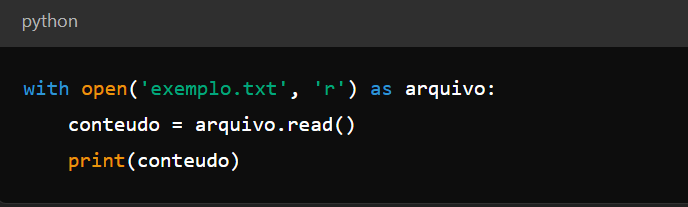 python
with open('exemplo.txt', 'r') as arquivo:
    conteudo = arquivo.read()
    print(conteudo)